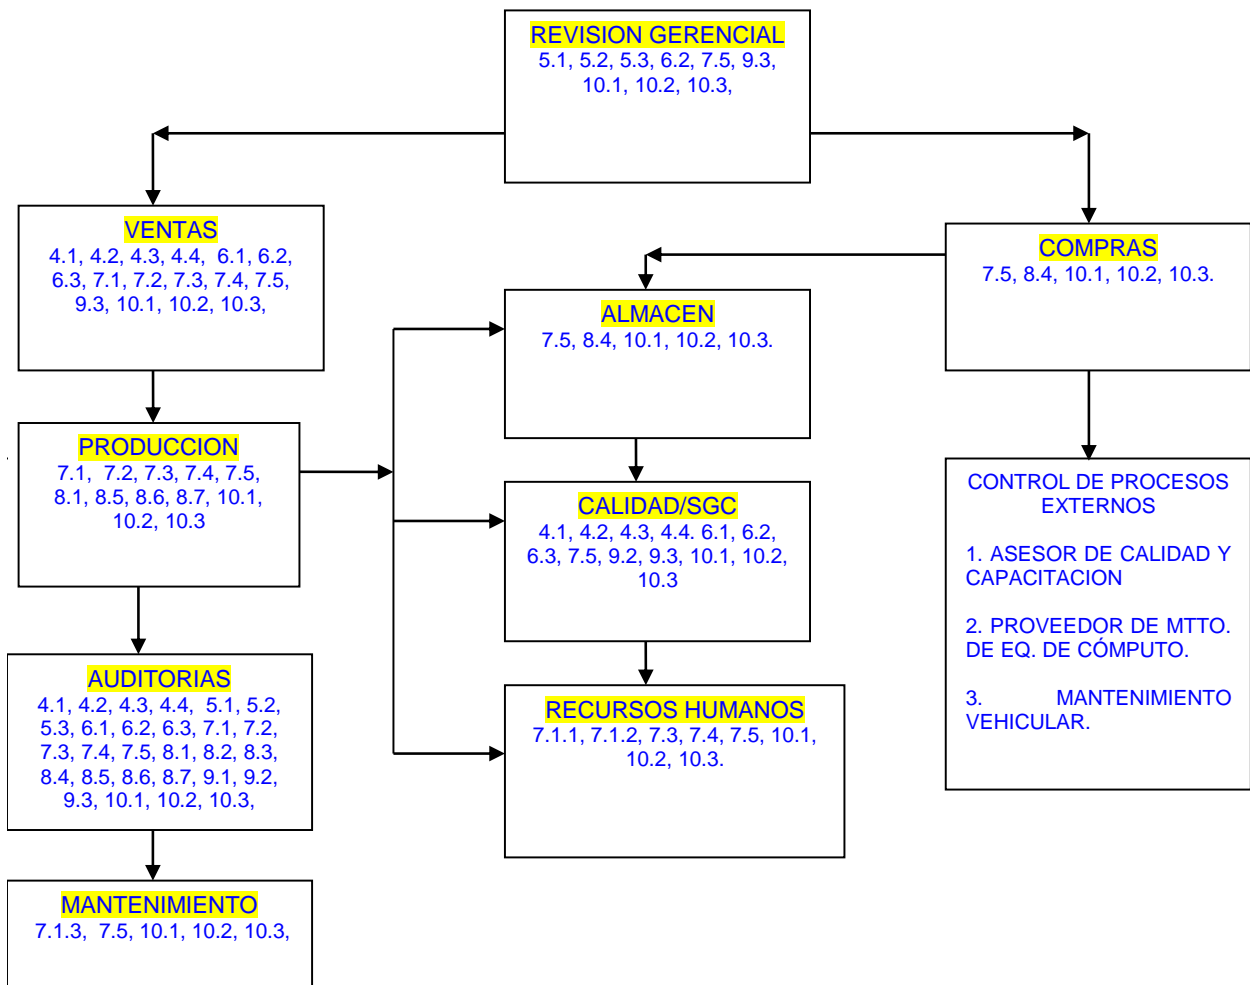 REVISION GERENCIAL
5.1, 5.2, 5.3, 6.2, 7.5, 9.3,
10.1, 10.2, 10.3,
VENTAS
4.1, 4.2, 4.3, 4.4, 6.1, 6.2,
6.3, 7.1, 7.2, 7.3, 7.4, 7.5,
9.3, 10.1, 10.2, 10.3,
COMPRAS
7.5, 8.4, 10.1, 10.2, 10.3.
ALMACEN
7.5, 8.4, 10.1, 10.2, 10.3.
PRODUCCION
7.1, 7.2, 7.3, 7.4, 7.5,
8.1, 8.5, 8.6, 8.7, 10.1,
10.2, 10.3
CALIDAD/SGC
4.1, 4.2, 4.3, 4.4. 6.1, 6.2,
6.3, 7.5, 9.2, 9.3, 10.1, 10.2,
10.3
CONTROL DE PROCESOS
EXTERNOS
1. ASESOR DE CALIDAD Y
CAPACITACION
2. PROVEEDOR DE MTTO.
DE EQ. DE CÓMPUTO.
3. MANTENIMIENTO
VEHICULAR.
AUDITORIAS
4.1, 4.2, 4.3, 4.4, 5.1, 5.2,
5.3, 6.1, 6.2, 6.3, 7.1, 7.2,
7.3, 7.4, 7.5, 8.1, 8.2, 8.3,
8.4, 8.5, 8.6, 8.7, 9.1, 9.2,
9.3, 10.1, 10.2, 10.3,
RECURSOS HUMANOS
7.1.1, 7.1.2, 7.3, 7.4, 7.5, 10.1,
10.2, 10.3.
MANTENIMIENTO
7.1.3, 7.5, 10.1, 10.2, 10.3,